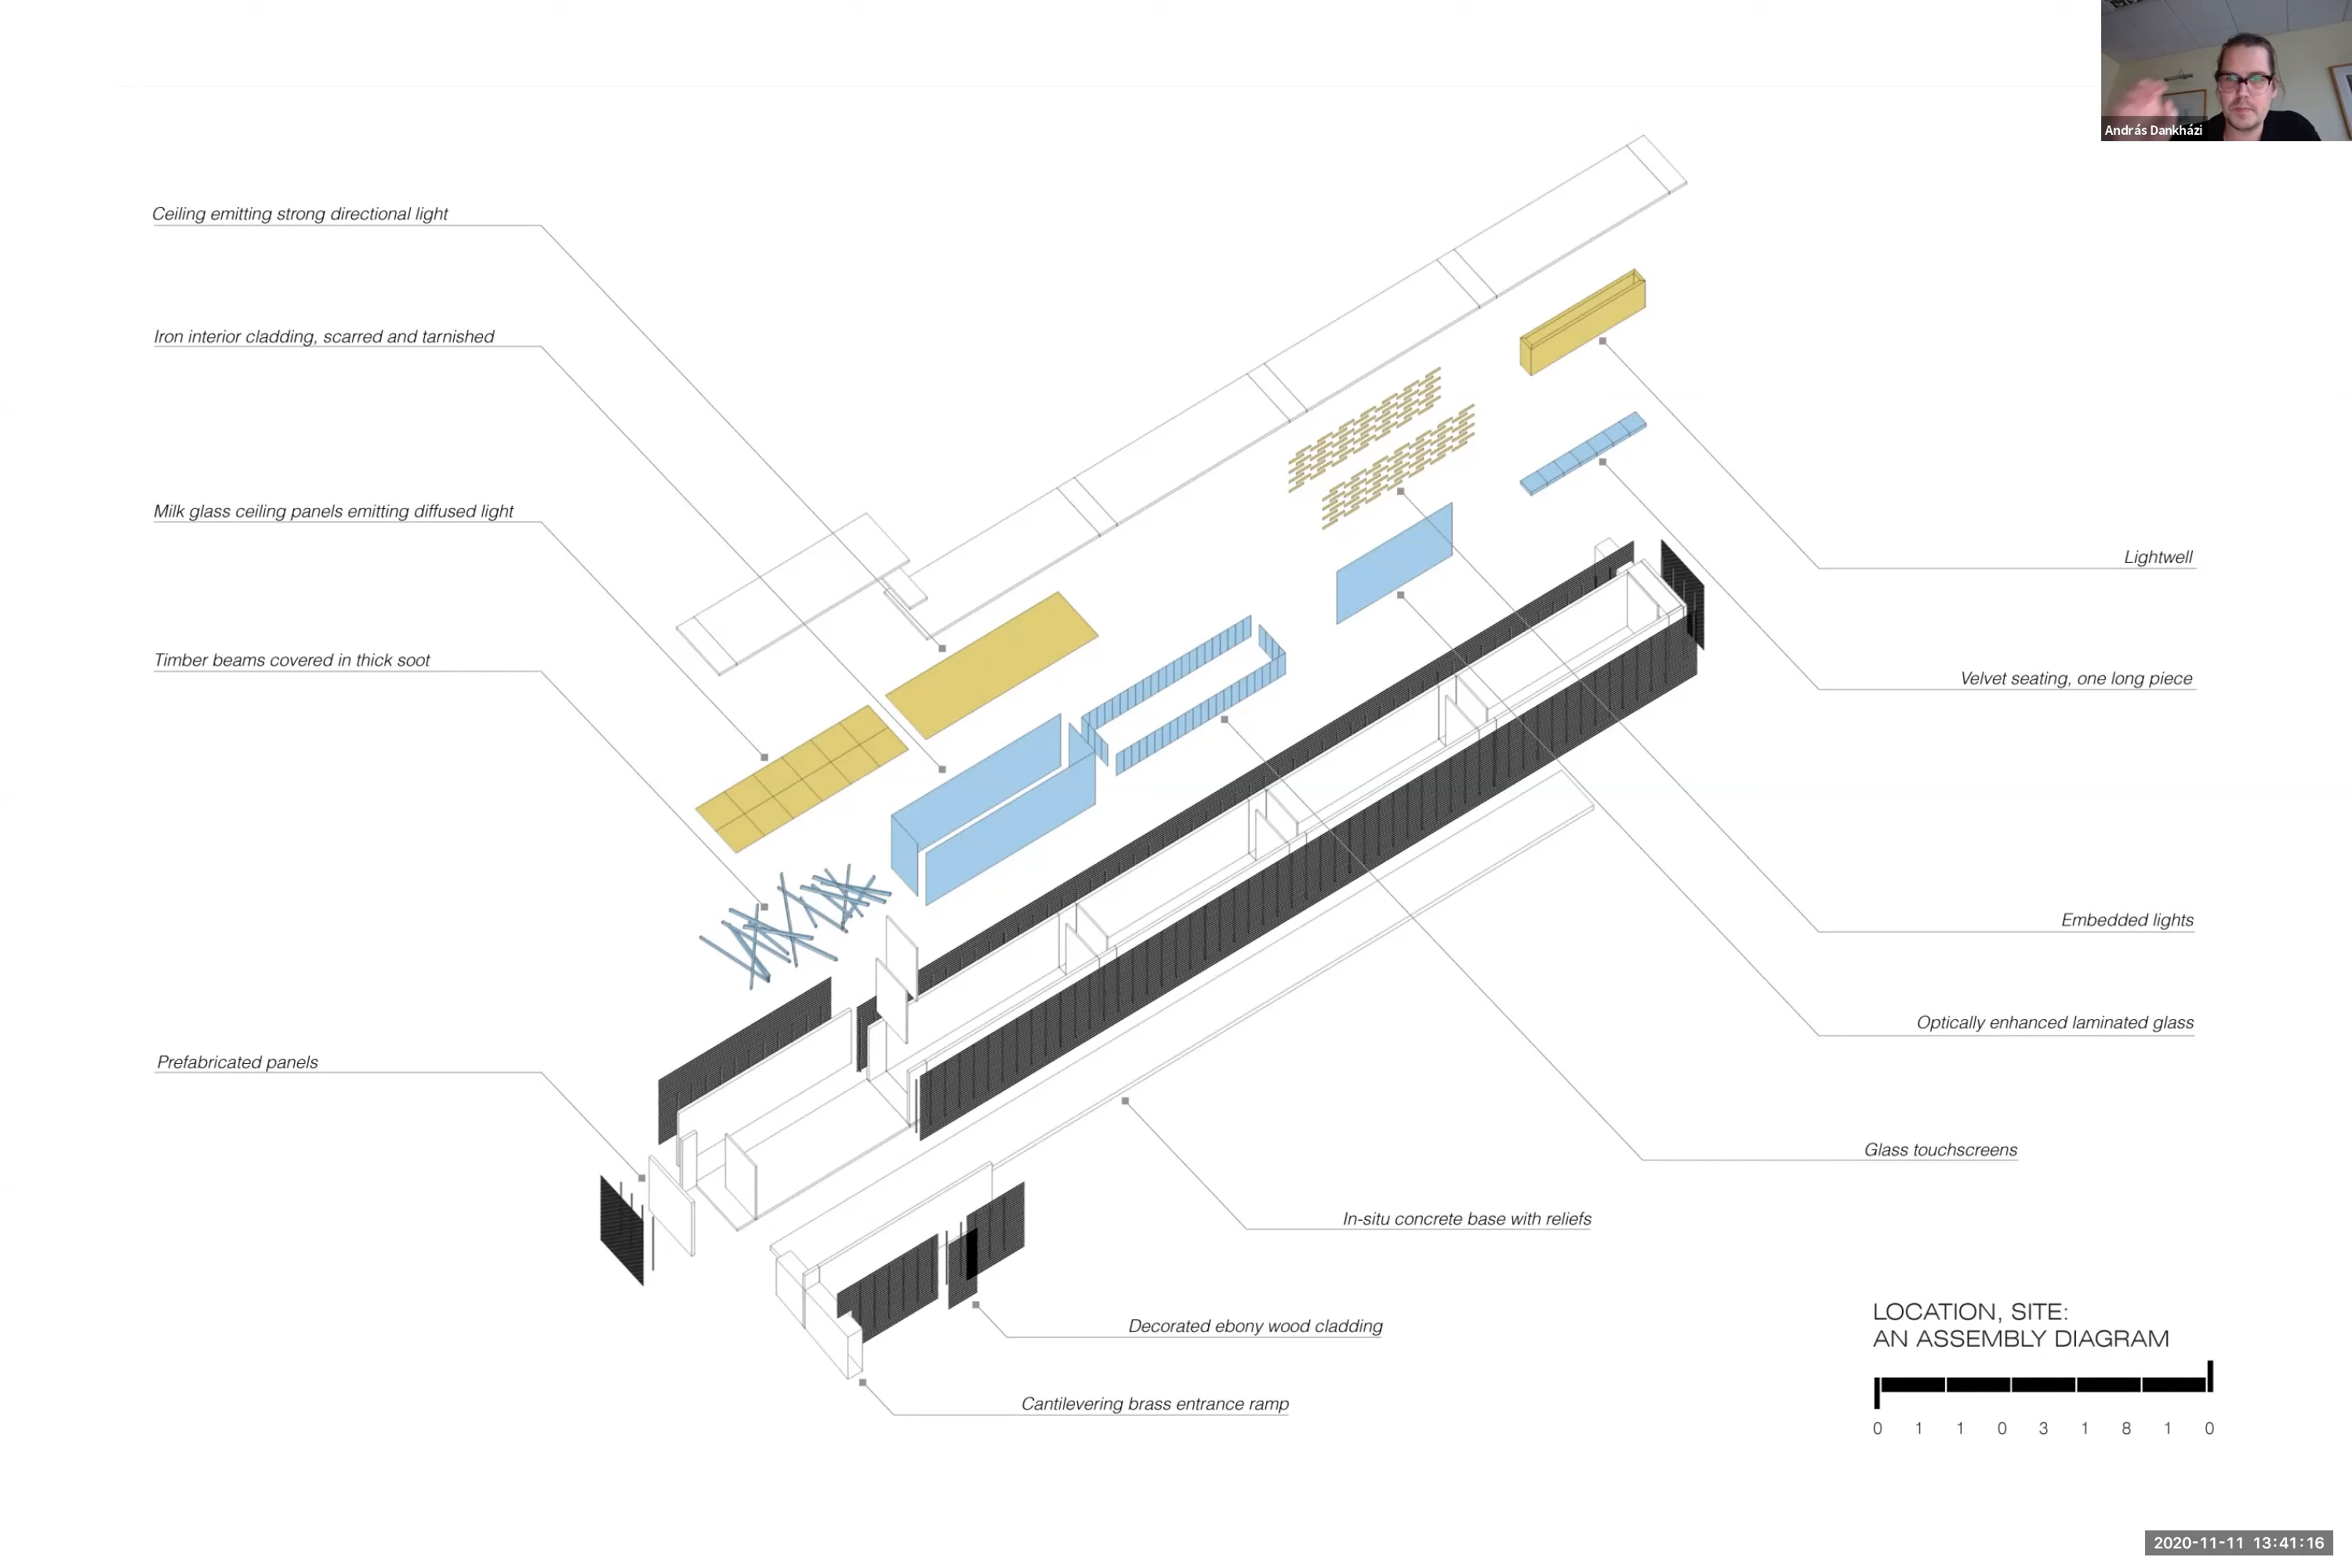 András Dankházi
Ceiling emitting strong directional light
Iron interior cladding, scarred and tarnished
Milk glass ceiling panels emitting diffused light
Timber beams covered in thick soot
Prefabricated panels
Lightwell
Velvet seating, one long piece
Embedded lights
Optically enhanced laminated glass
Glass touchscreens
In-situ concrete base with reliefs
Decorated ebony wood cladding
Cantilevering brass entrance ramp
LOCATION, SITE:
AN ASSEMBLY DIAGRAM
0 1 1 0 3 1 8 1 0
2020-11-11 13:41:16